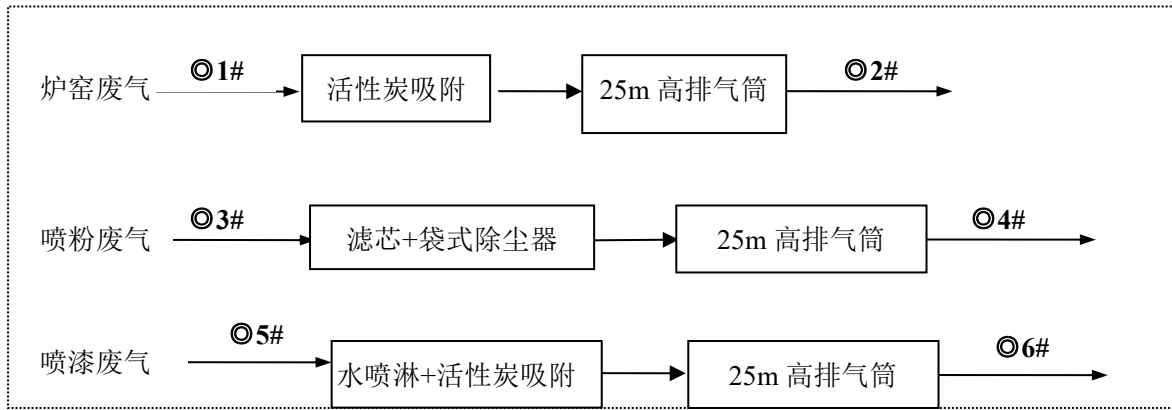 炉窑废气 ◎1# 活性炭吸附 25m 高排气筒 ◎2#
喷粉废气 ◎3# 滤芯+袋式除尘器 25m 高排气筒 ◎4#
喷漆废气 ◎5# 水喷淋+活性炭吸附 25m 高排气筒 ◎6#